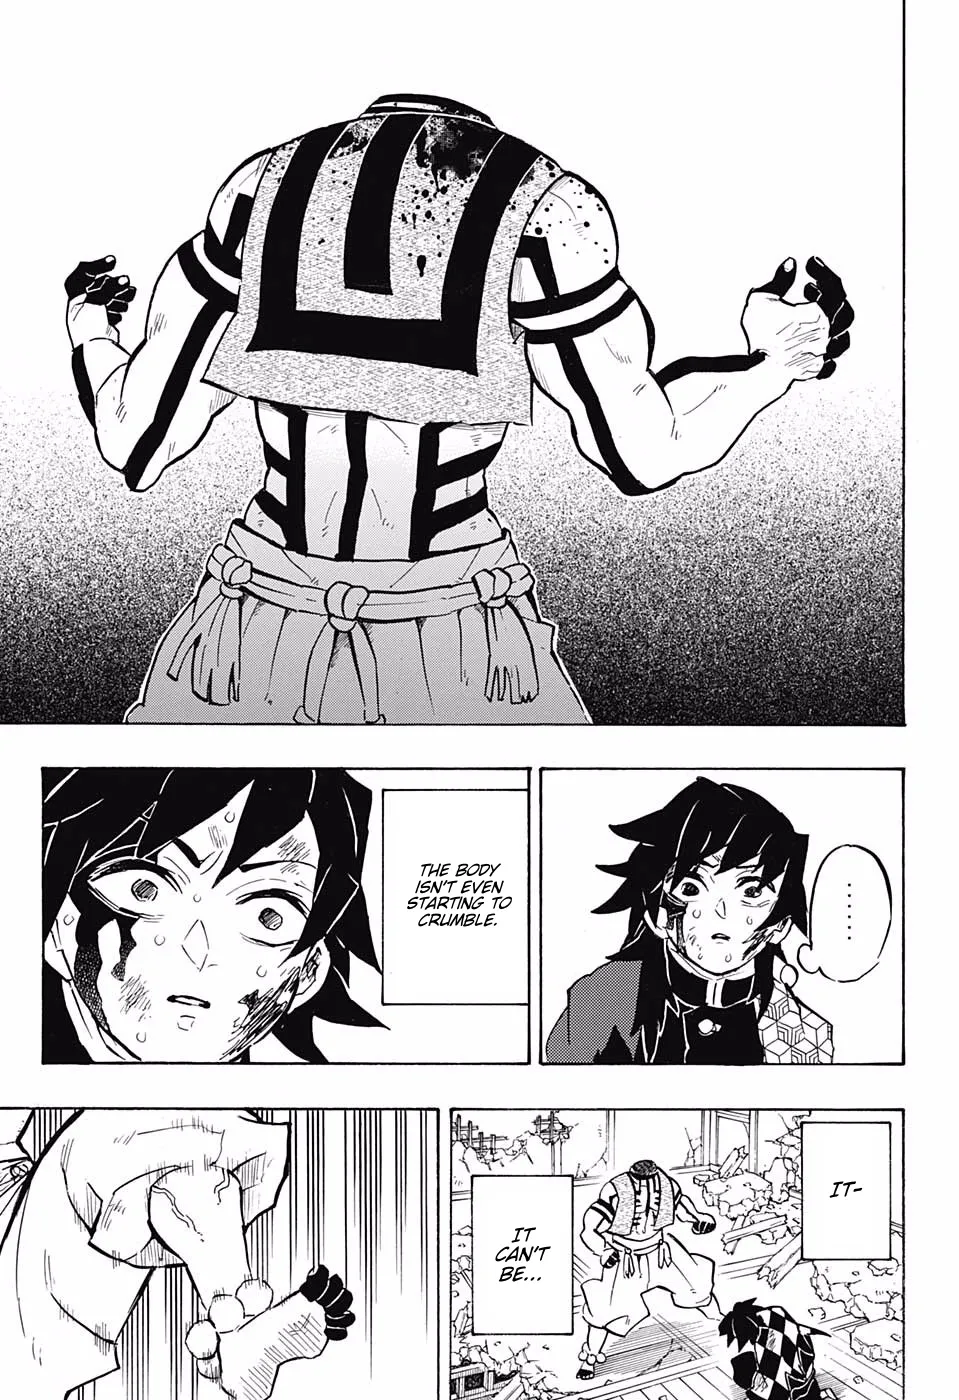 ......
THE BODY
ISN'T EVEN
STARTING TO
CRUMBLE.
IT-
IT
CAN'T
BE...